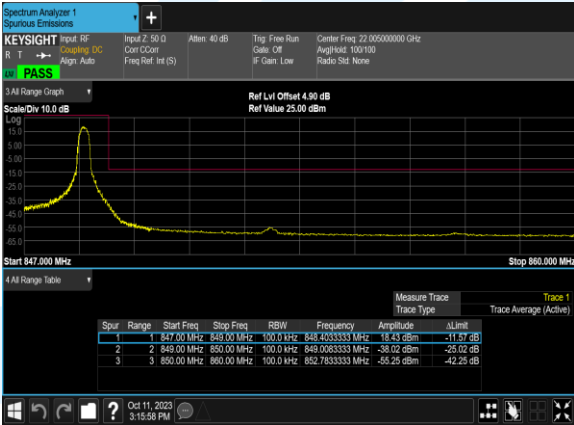 Spectrum Analyzer 1
Spurious Emissions
+
KEYSIGHT Input: RF Input Z: 50 Ω Atten: 40 dB Trig: Free Run Center Freq: 22.005000000 GHz
R T Coupling: DC Corr CCorr Gate: Off Avg|Hold: 100/100
Align: Auto Freq Ref: Int (S) IF Gain: Low Radio Std: None
PASS
3 All Range Graph
Ref Lvl Offset 4.90 dB
Scale/Div 10.0 dB Ref Value 25.00 dBm
Log
15.0
5.00
-5.00
-15.0
-25.0
-35.0
-45.0
-55.0
-65.0
Start 847.000 MHz Stop 860.000 MHz
4 All Range Table
Measure Trace Trace 1
Trace Type Trace Average (Active)
Spur Range Start Freq Stop Freq RBW Frequency Amplitude ΔLimit
1 1 847.00 MHz 849.00 MHz 100.0 kHz 848.4033333 MHz 18.43 dBm -11.57 dB
2 2 849.00 MHz 850.00 MHz 100.0 kHz 849.0083333 MHz -38.02 dBm -25.02 dB
3 3 850.00 MHz 860.00 MHz 100.0 kHz 852.7833333 MHz -55.25 dBm -42.25 dB
? Oct 11, 2023
3:15:58 PM